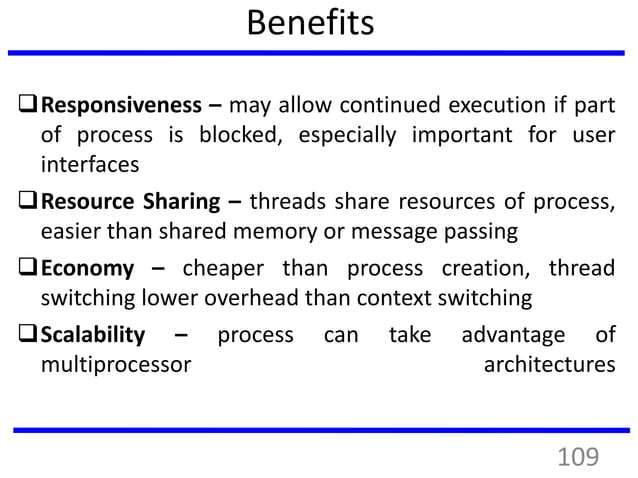 Benefits
❑Responsiveness – may allow continued execution if part
of process is blocked, especially important for user
interfaces
❑Resource Sharing – threads share resources of process,
easier than shared memory or message passing
❑Economy – cheaper than process creation, thread
switching lower overhead than context switching
❑Scalability – process can take advantage of
multiprocessor architectures
109